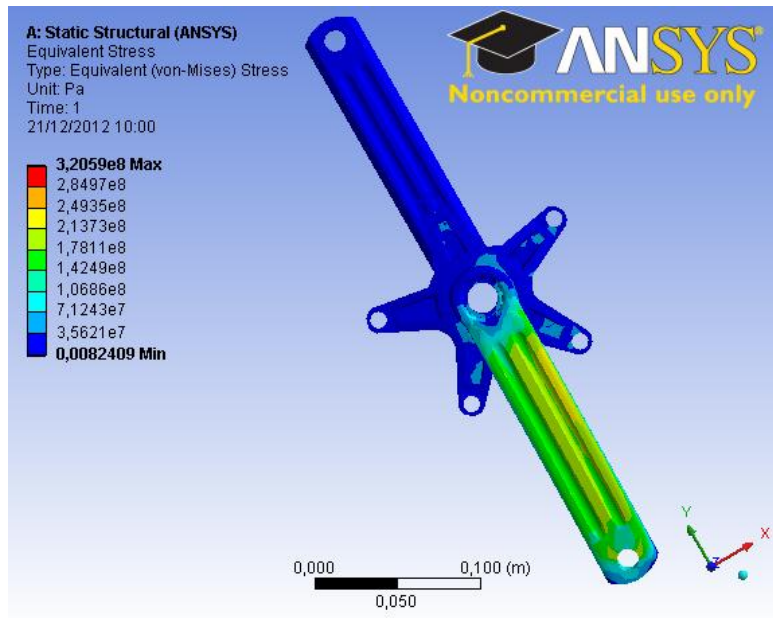 A: Static Structural (ANSYS)
Equivalent Stress
Type: Equivalent (von-Mises) Stress
Unit: Pa
Time: 1
21/12/2012 10:00
3,2059e8 Max
2,8497e8
2,4935e8
2,1373e8
1,7811e8
1,4249e8
1,0686e8
7,1243e7
3,5621e7
0,0082409 Min
ANSYS®
Noncommercial use only
Y
X
Z
0,000 0,100 (m)
0,050